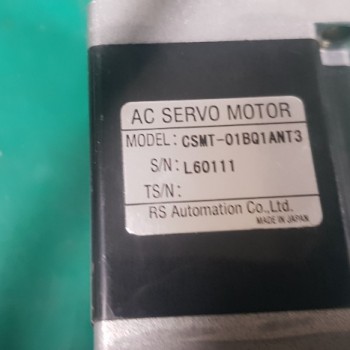 AC SERVO MOTOR
MODEL: CSMT-01BQ1ANT3
S/N: L60111
TS/N:
RS Automation Co.,Ltd.
MADE IN JAPAN